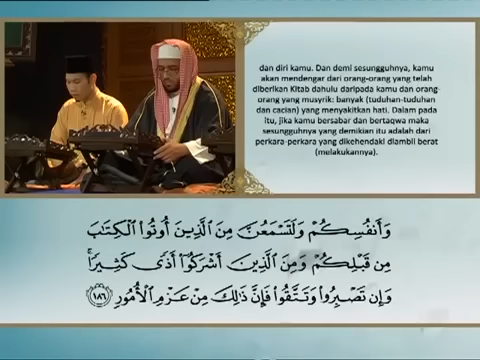 dan diri kamu. Dan demi sesungguhnya, kamu
akan mendengar dari orang-orang yang telah
diberikan Kitab dahulu daripada kamu dan orang-
orang yang musyrik: banyak (tuduhan-tuduhan
dan cacian) yang menyakitkan hati. Dalam pada
itu, jika kamu bersabar dan bertaqwa maka
sesungguhnya yang demikian itu adalah dari
perkara-perkara yang dikehendaki diambil berat
(melakukannya).
وَأَنفُسِكُمْ وَلَتَسْمَعُنَّ مِنَ الَّذِينَ أُوتُوا الْكِتَابَ
مِن قَبْلِكُمْ وَمِنَ الَّذِينَ أَشْرَكُوا أَذًى كَثِيرًا ۚ
وَإِن تَصْبِرُوا وَتَتَّقُوا فَإِنَّ ذَٰلِكَ مِنْ عَزْمِ الْأُمُورِ ١٨٦